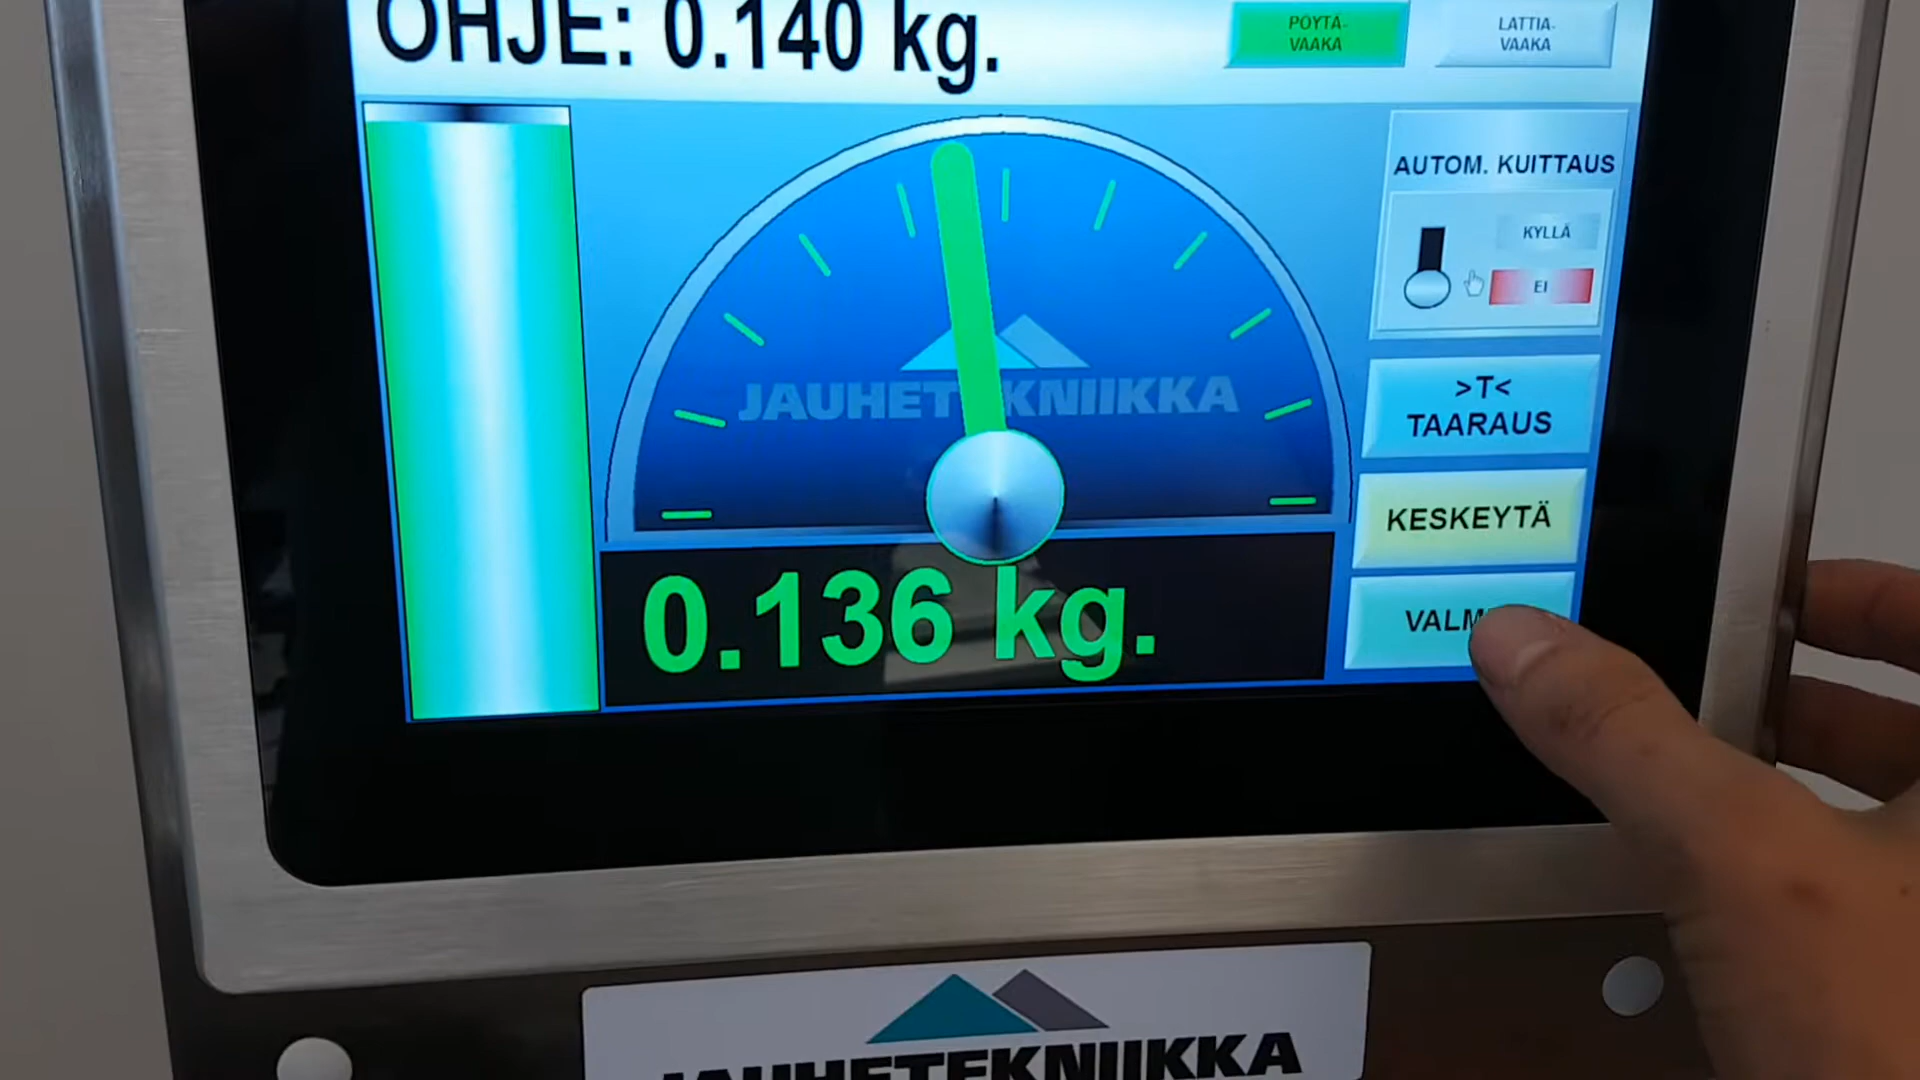 OHJE: 0.140 kg.
PÖYTÄ-
VAAKA
LATTIA-
VAAKA
AUTOM. KUITTAUS
KYLLÄ
EI
JAUHETEKNIIKKA
>T<
TAARAUS
KESKEYTÄ
0.136 kg.
JAUHETEKNIIKKA